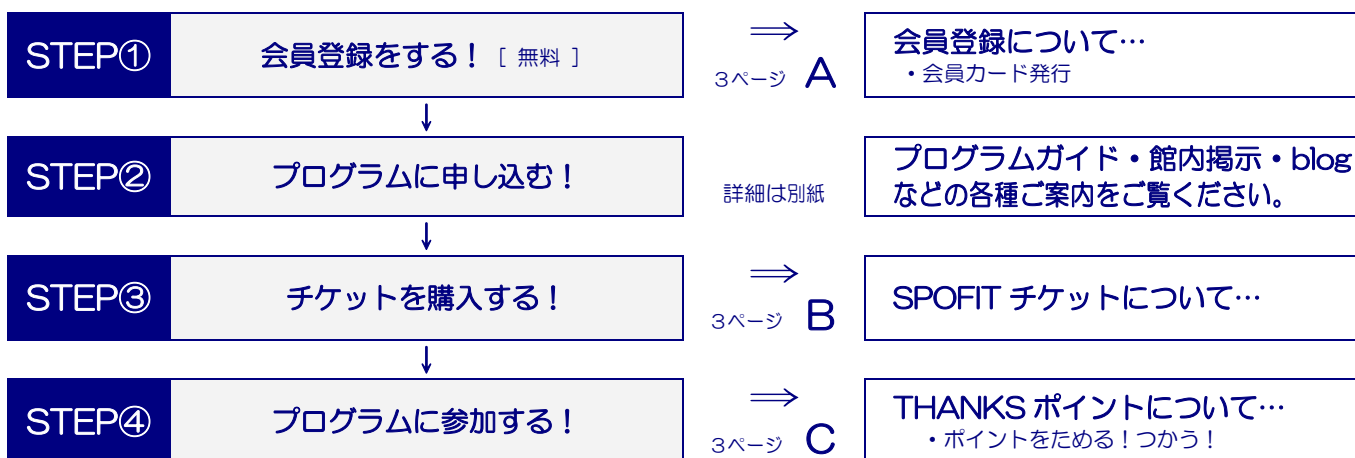 STEP① 会員登録をする！ [ 無料 ] ⇒ 3ページ A 会員登録について…
・会員カード発行
↓
STEP② プログラムに申し込む！ 詳細は別紙 プログラムガイド・館内掲示・blog
などの各種ご案内をご覧ください。
↓
STEP③ チケットを購入する！ ⇒ 3ページ B SPOFIT チケットについて…
↓
STEP④ プログラムに参加する！ ⇒ 3ページ C THANKS ポイントについて…
・ポイントをためる！つかう！